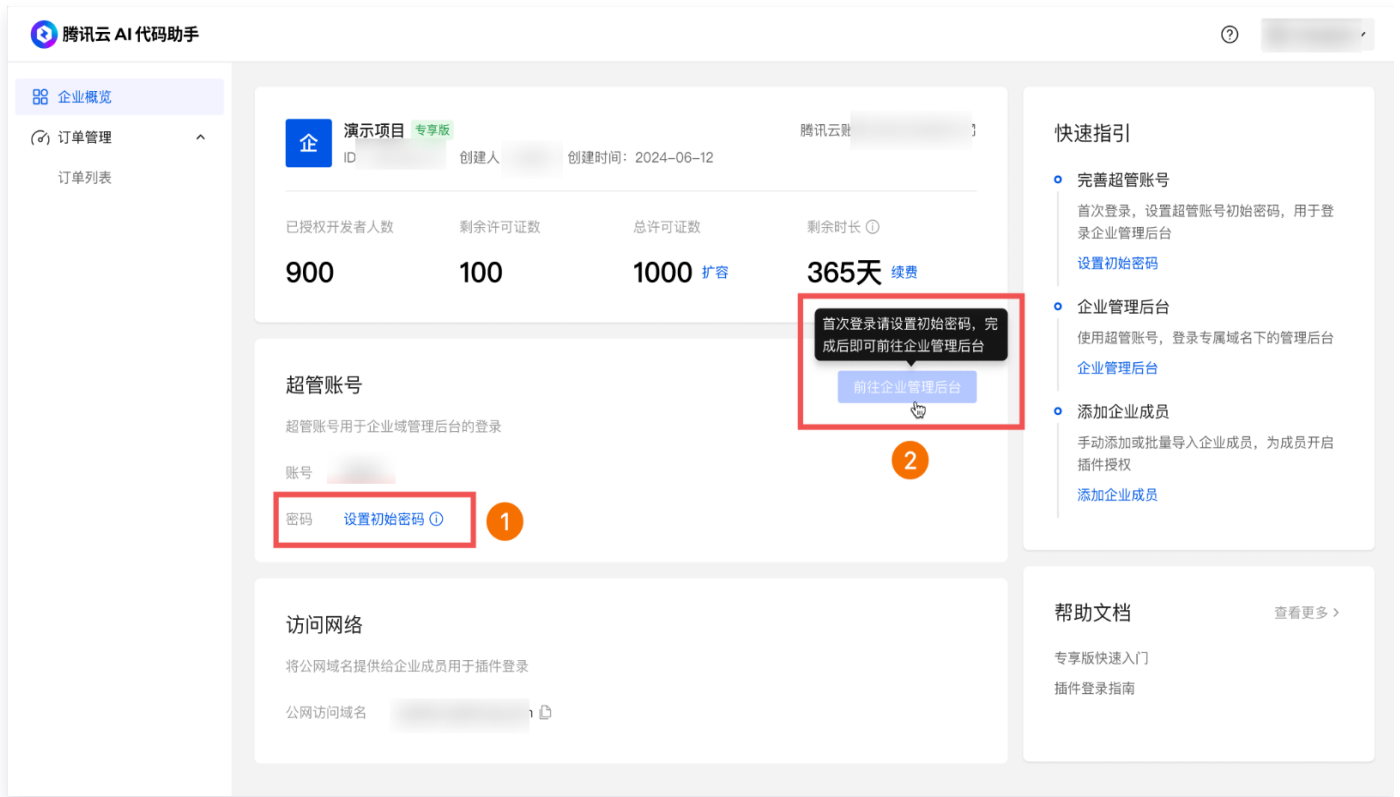 腾讯云 AI 代码助手
企业概览
订单管理
订单列表
企
演示项目 专享版
ID
创建人
创建时间：2024-06-12
腾讯云账
已授权开发者人数
剩余许可证数
总许可证数
剩余时长
900
100
1000 扩容
365天 续费
首次登录请设置初始密码，完
成后即可前往企业管理后台
前往企业管理后台
2
超管账号
超管账号用于企业域管理后台的登录
账号
密码 设置初始密码
1
访问网络
将公网域名提供给企业成员用于插件登录
公网访问域名
快速指引
完善超管账号
首次登录，设置超管账号初始密码，用于登
录企业管理后台
设置初始密码
企业管理后台
使用超管账号，登录专属域名下的管理后台
企业管理后台
添加企业成员
手动添加或批量导入企业成员，为成员开启
插件授权
添加企业成员
帮助文档
查看更多 >
专享版快速入门
插件登录指南